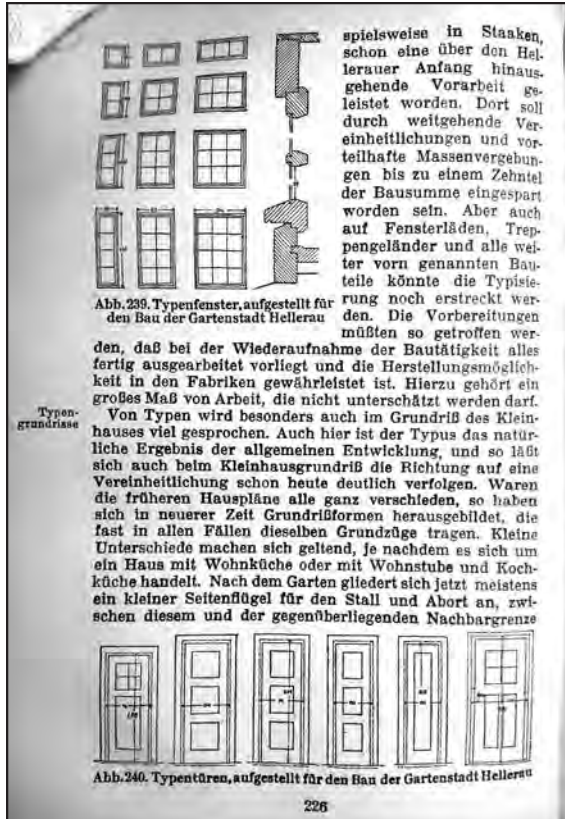 spielsweise in Staaken,
schon eine über den Hel-
lerauer Anfang hinaus-
gehende Vorarbeit ge-
leistet worden. Dort soll
durch weitgehende Ver-
einheitlichungen und vor-
teilhafte Massenvergebun-
gen bis zu einem Zehntel
der Bausumme eingespart
worden sein. Aber auch
auf Fensterläden, Trep-
pengeländer und alle wei-
ter vorn genannten Bau-
teile könnte die Typisie-
rung noch erstreckt wer-
den. Die Vorbereitungen
müßten so getroffen wer-
Abb. 239. Typenfenster, aufgestellt für
den Bau der Gartenstadt Hellerau
den, daß bei der Wiederaufnahme der Bautätigkeit alles
fertig ausgearbeitet vorliegt und die Herstellungsmöglich-
keit in den Fabriken gewährleistet ist. Hierzu gehört ein
großes Maß von Arbeit, die nicht unterschätzt werden darf.
Typen-
grundrisse
Von Typen wird besonders auch im Grundriß des Klein-
hauses viel gesprochen. Auch hier ist der Typus das natür-
liche Ergebnis der allgemeinen Entwicklung, und so läßt
sich auch beim Kleinhausgrundriß die Richtung auf eine
Vereinheitlichung schon heute deutlich verfolgen. Waren
die früheren Hauspläne alle ganz verschieden, so haben
sich in neuerer Zeit Grundrißformen herausgebildet, die
fast in allen Fällen dieselben Grundzüge tragen. Kleine
Unterschiede machen sich geltend, je nachdem es sich um
ein Haus mit Wohnküche oder mit Wohnstube und Koch-
küche handelt. Nach dem Garten gliedert sich jetzt meistens
ein kleiner Seitenflügel für den Stall und Abort an, zwi-
schen diesem und der gegenüberliegenden Nachbargrenze
Abb. 240. Typentüren, aufgestellt für den Bau der Gartenstadt Hellerau
226